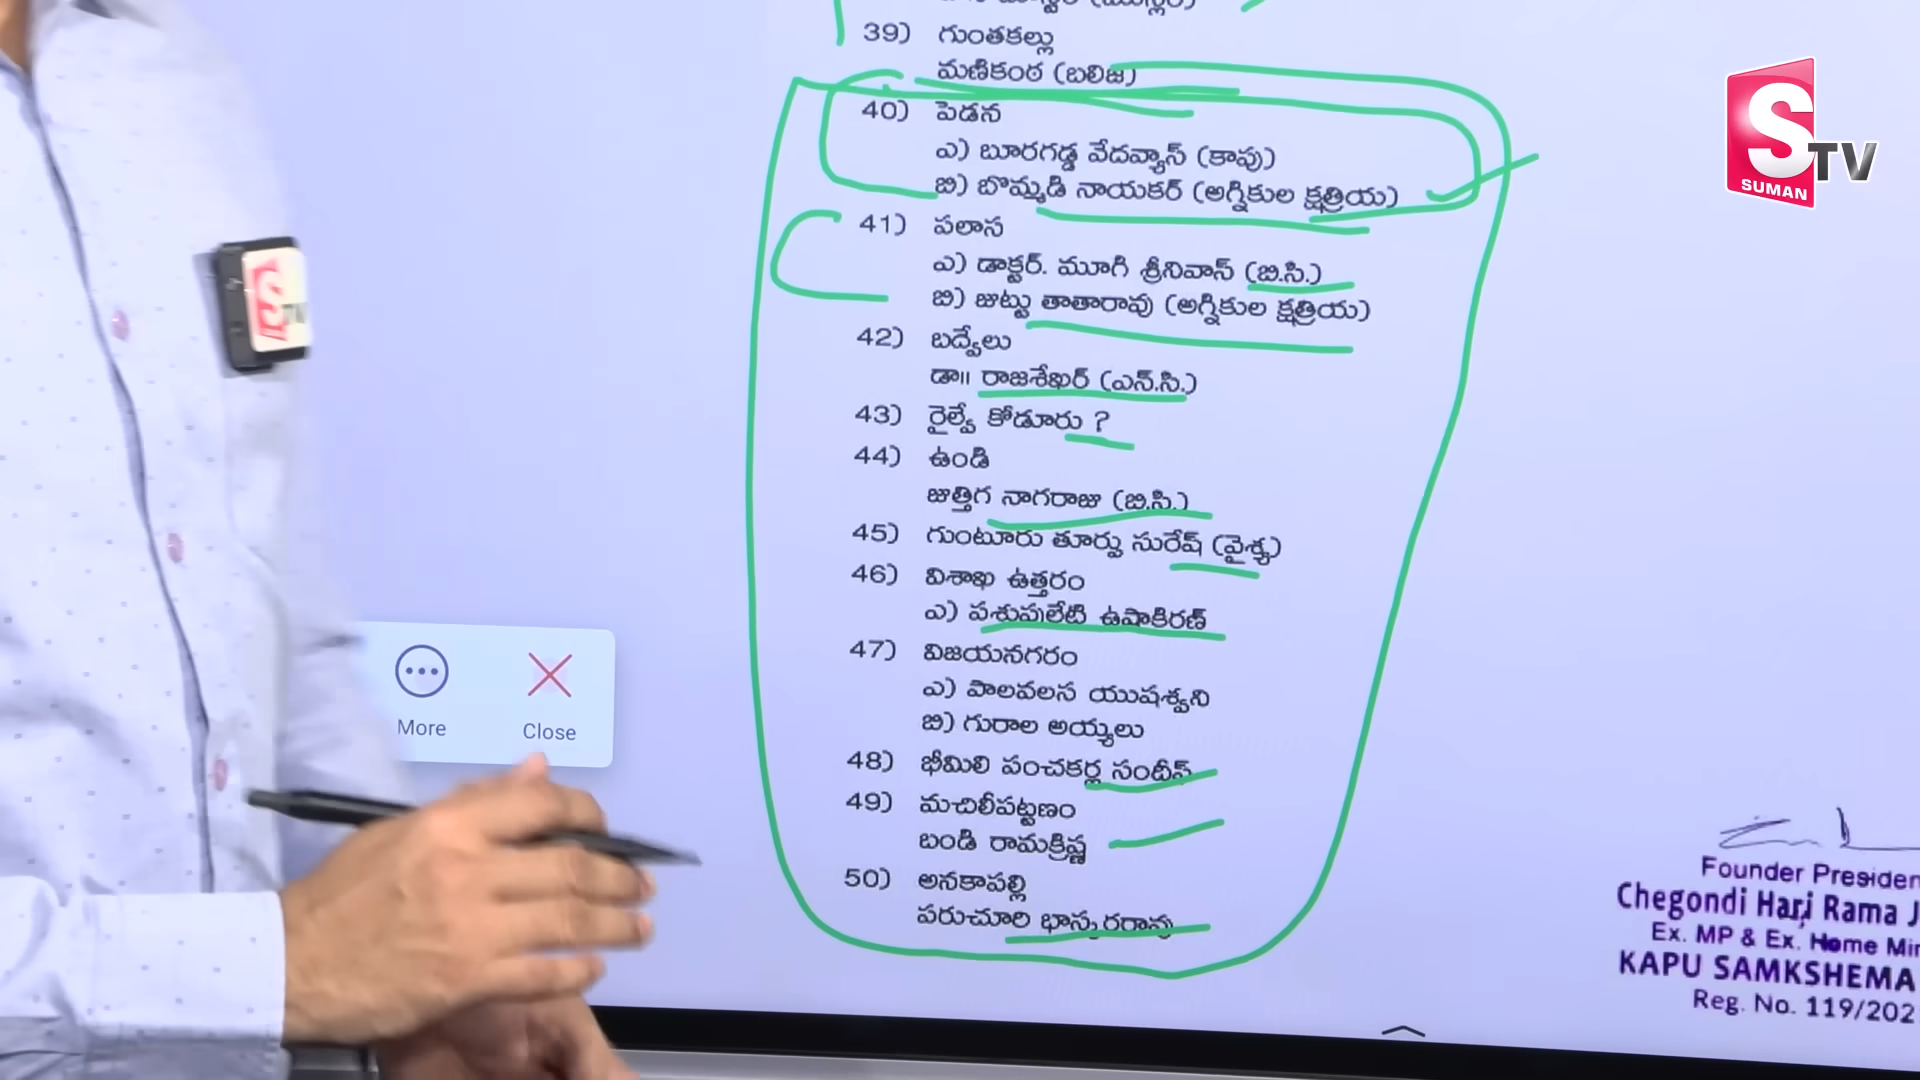 39) గుంతకల్లు
మణికంఠ (బలిజ)
40) పెడన
ఎ) బూరగడ్డ వేదవ్యాస్ (కాపు)
బి) బొమ్మడి నాయకర్ (అగ్నికుల క్షత్రియ)
41) పలాస
ఎ) డాక్టర్. మూగి శ్రీనివాస్ (బి.సి.)
బి) జుట్టు తాతారావు (అగ్నికుల క్షత్రియ)
42) బద్వేలు
డా॥ రాజశేఖర్ (ఎస్.సి.)
43) రైల్వే కోడూరు ?
44) ఉండి
జుత్తిగ నాగరాజు (బి.సి.)
45) గుంటూరు తూర్పు సురేష్ (వైశ్య)
46) విశాఖ ఉత్తరం
ఎ) పశుపులేటి ఉషాకిరణ్
47) విజయనగరం
ఎ) పాలవలస యుషశ్వని
బి) గురాల అయ్యలు
48) భీమిలి పంచకర్ల సందీప్
49) మచిలీపట్టణం
బండి రామక్రిష్ణ
50) అనకాపల్లి
పరుచూరి భాస్కరరావు
S TV
SUMAN
S TV
More
Close
Founder Presiden
Chegondi Hari Rama J
Ex. MP & Ex. Home Min
KAPU SAMKSHEMA
Reg. No. 119/202